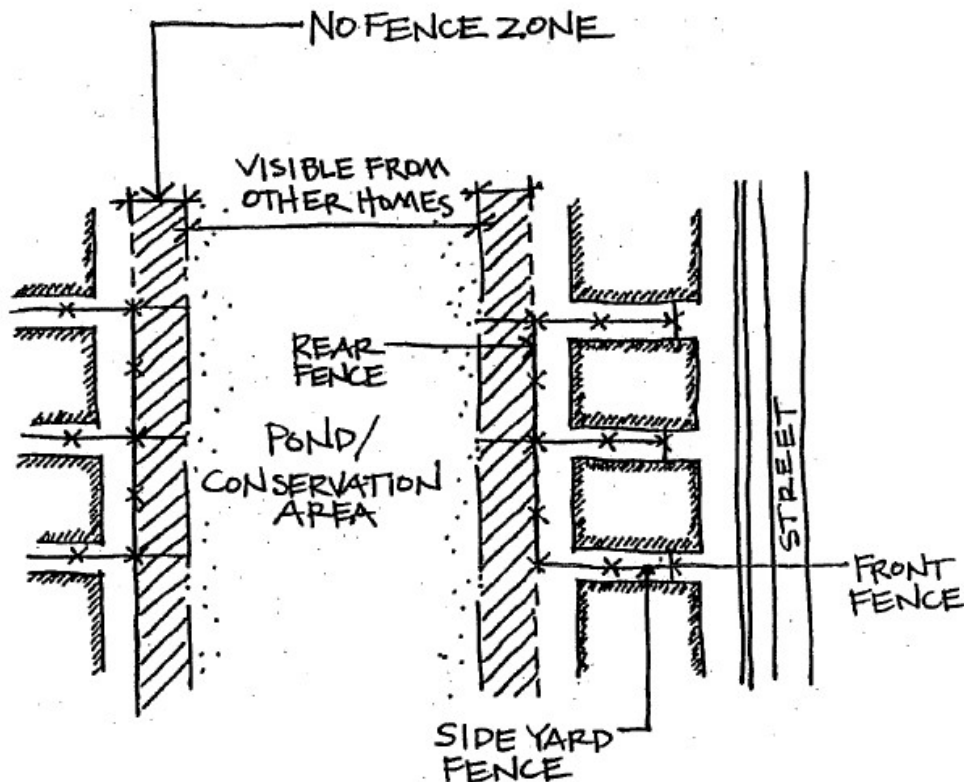 NO FENCE ZONE
VISIBLE FROM
OTHER HOMES
REAR
FENCE
POND/
CONSERVATION
AREA
STREET
FRONT
FENCE
SIDE YARD
FENCE